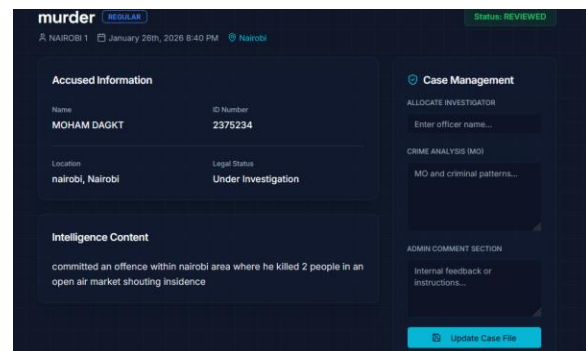 murder REGULAR
Status: REVIEWED
NAIROBI 1 January 26th, 2026 8:40 PM Nairobi
Accused Information
Name
MOHAM DAGKT
ID Number
2375234
Location
nairobi, Nairobi
Legal Status
Under Investigation
Intelligence Content
committed an offence within nairobi area where he killed 2 people in an
open air market shouting insidence
Case Management
ALLOCATE INVESTIGATOR
Enter officer name...
CRIME ANALYSIS (MO)
MO and criminal patterns...
ADMIN COMMENT SECTION
Internal feedback or
instructions...
Update Case File